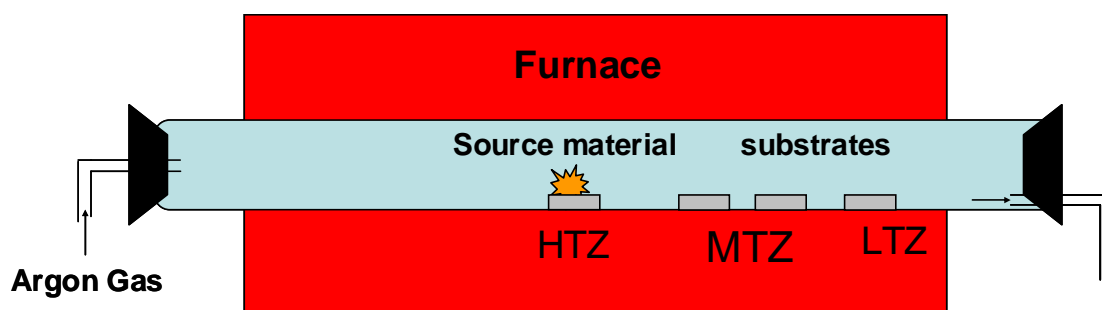 Furnace
Source material
substrates
HTZ
MTZ
LTZ
Argon Gas